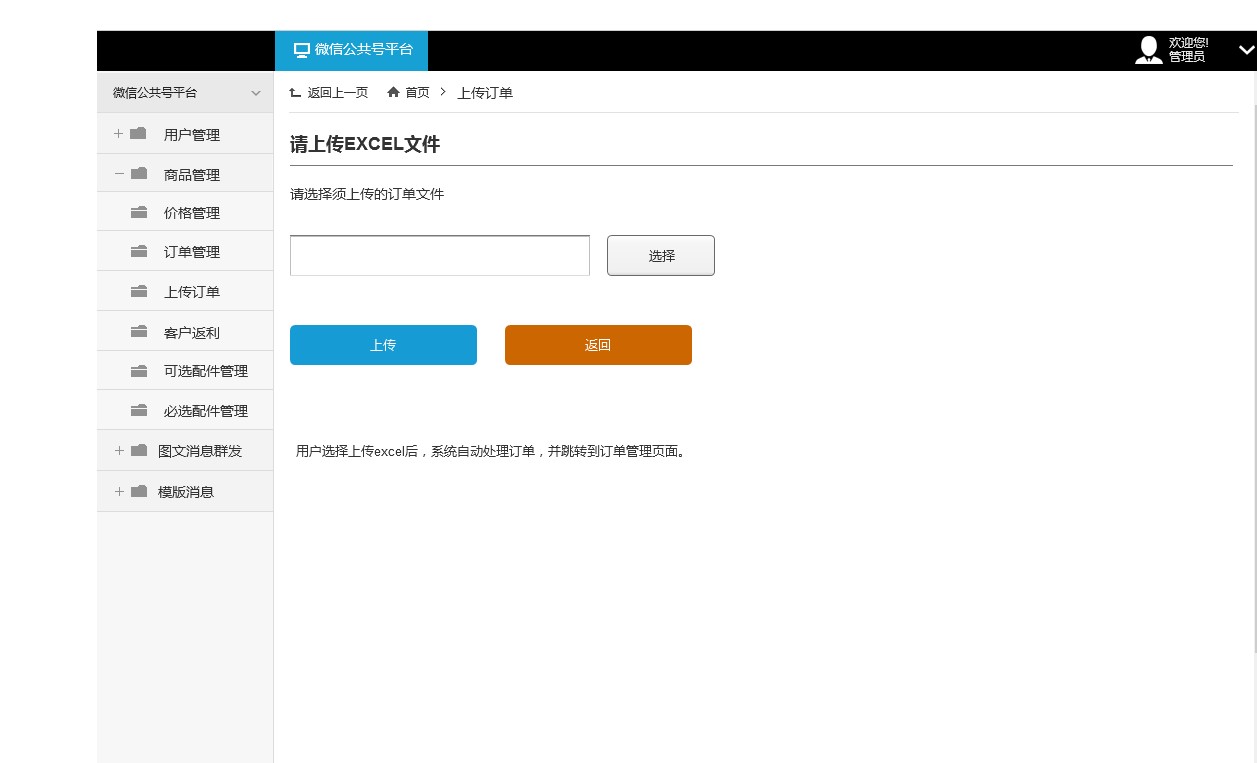 微信公共号平台
欢迎您!
管理员
微信公共号平台
用户管理
商品管理
价格管理
订单管理
上传订单
客户返利
可选配件管理
必选配件管理
图文消息群发
模版消息
返回上一页 首页 > 上传订单
请上传EXCEL文件
请选择须上传的订单文件
选择
上传 返回
用户选择上传excel后，系统自动处理订单，并跳转到订单管理页面。